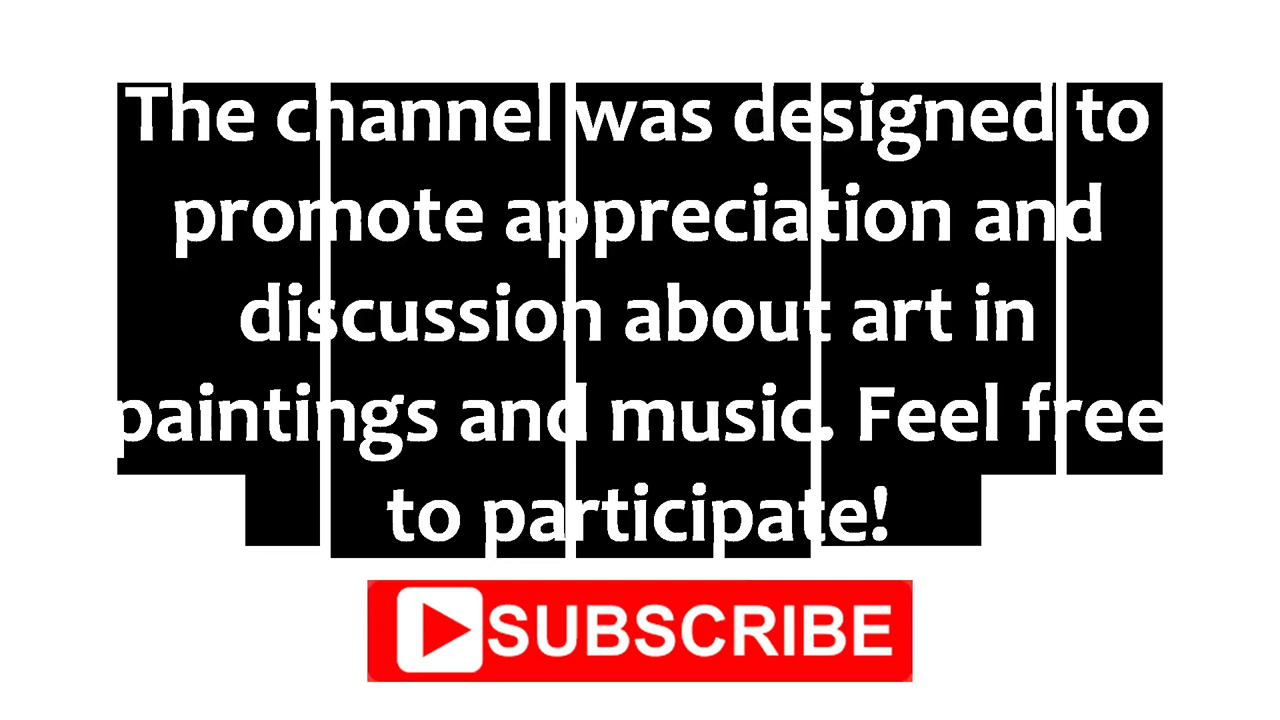 The channel was designed to
promote appreciation and
discussion about art in
paintings and music. Feel free
to participate!
SUBSCRIBE